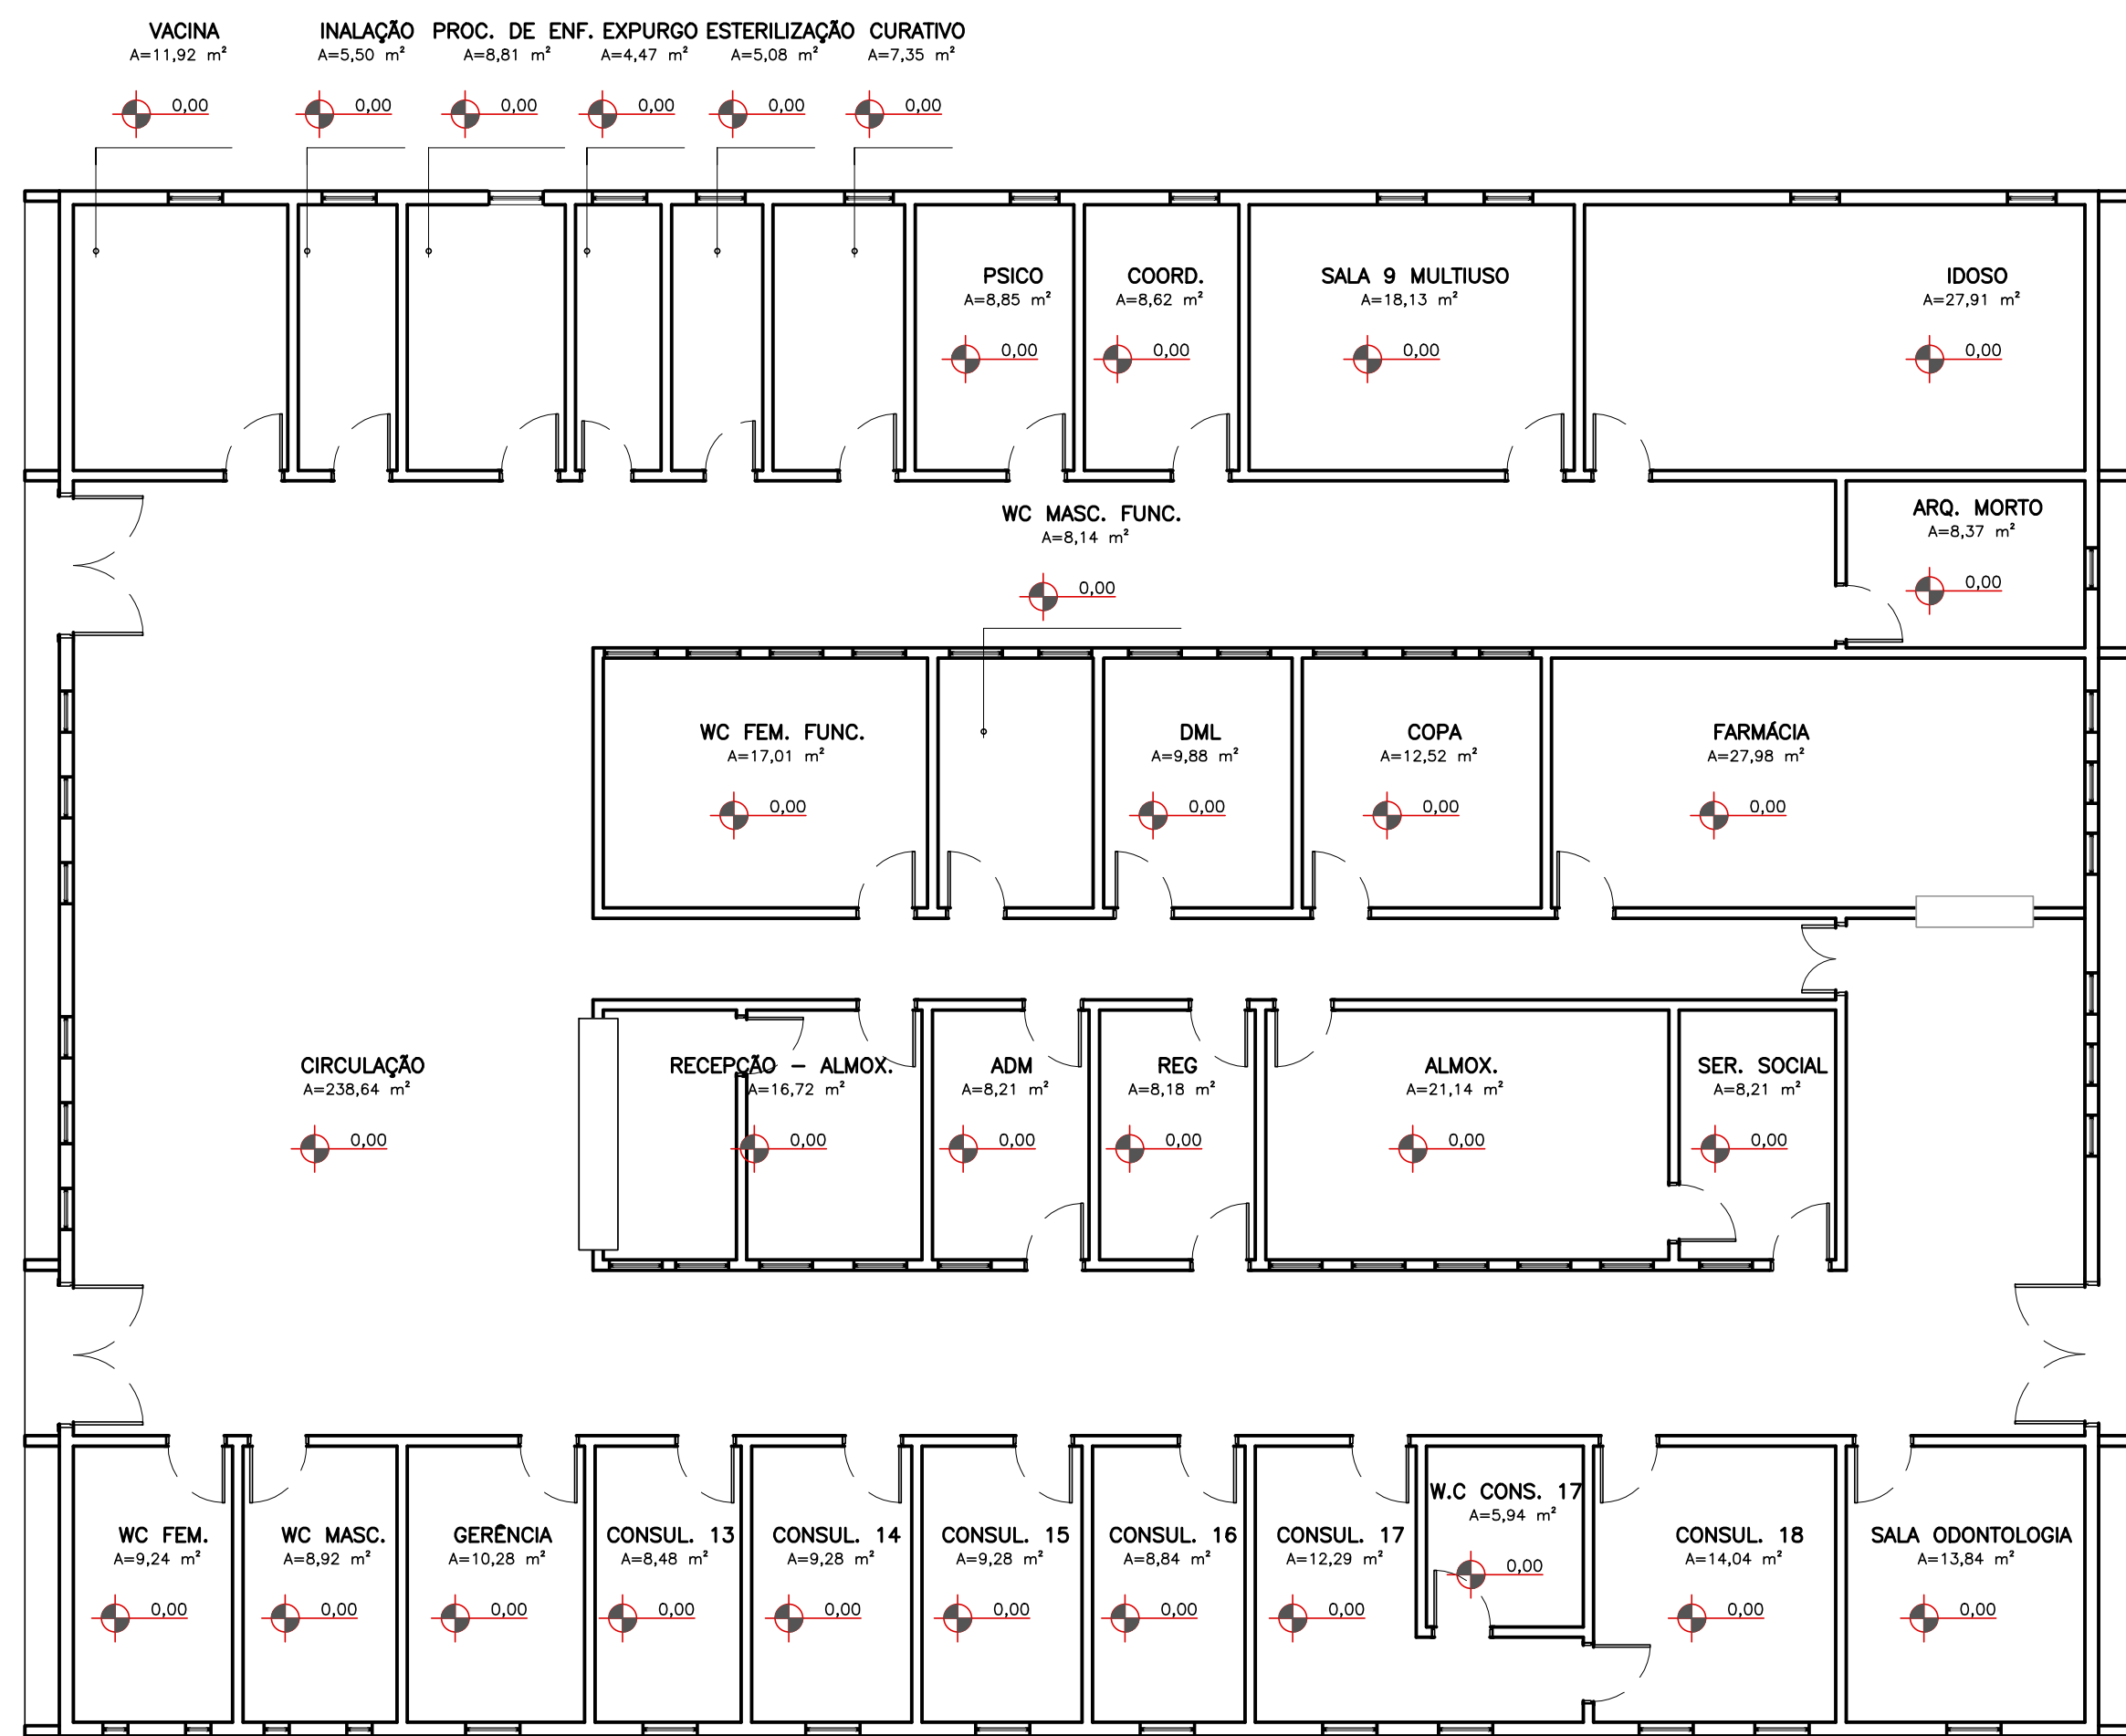 VACINA
A=11,92 m²
0,00
INALAÇÃO
A=5,50 m²
0,00
PROC. DE ENF.
A=8,81 m²
0,00
EXPURGO
A=4,47 m²
0,00
ESTERILIZAÇÃO
A=5,08 m²
0,00
CURATIVO
A=7,35 m²
0,00
PSICO
A=8,85 m²
0,00
COORD.
A=8,62 m²
0,00
SALA 9 MULTIUSO
A=18,13 m²
0,00
IDOSO
A=27,91 m²
0,00
WC MASC. FUNC.
A=8,14 m²
0,00
ARQ. MORTO
A=8,37 m²
0,00
WC FEM. FUNC.
A=17,01 m²
0,00
DML
A=9,88 m²
0,00
COPA
A=12,52 m²
0,00
FARMÁCIA
A=27,98 m²
0,00
CIRCULAÇÃO
A=238,64 m²
0,00
RECEPCÃO - ALMOX.
A=16,72 m²
0,00
ADM
A=8,21 m²
0,00
REG
A=8,18 m²
0,00
ALMOX.
A=21,14 m²
0,00
SER. SOCIAL
A=8,21 m²
0,00
WC FEM.
A=9,24 m²
0,00
WC MASC.
A=8,92 m²
0,00
GERÊNCIA
A=10,28 m²
0,00
CONSUL. 13
A=8,48 m²
0,00
CONSUL. 14
A=9,28 m²
0,00
CONSUL. 15
A=9,28 m²
0,00
CONSUL. 16
A=8,84 m²
0,00
CONSUL. 17
A=12,29 m²
0,00
W.C CONS. 17
A=5,94 m²
0,00
CONSUL. 18
A=14,04 m²
0,00
SALA ODONTOLOGIA
A=13,84 m²
0,00